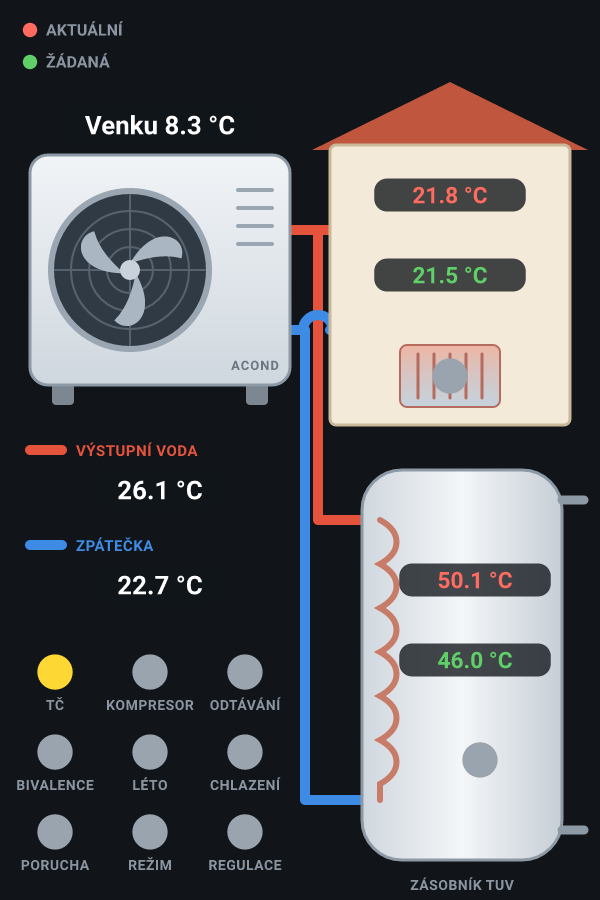 AKTUÁLNÍ
ŽÁDANÁ
Venku 8.3 °C
21.8 °C
21.5 °C
ACOND
VÝSTUPNÍ VODA
26.1 °C
ZPÁTEČKA
22.7 °C
50.1 °C
46.0 °C
TČ KOMPRESOR ODTÁVÁNÍ
BIVALENCE LÉTO CHLAZENÍ
PORUCHA REŽIM REGULACE
ZÁSOBNÍK TUV